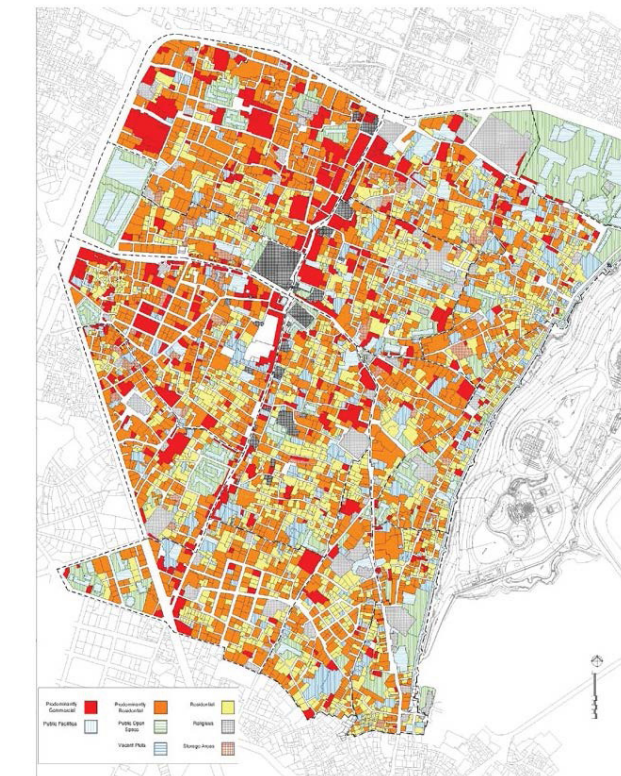 Predominantly
Commercial
Predominantly
Residential
Residential
Public Facilities
Public Open
Space
Religious
Vacant Plots
Storage Areas